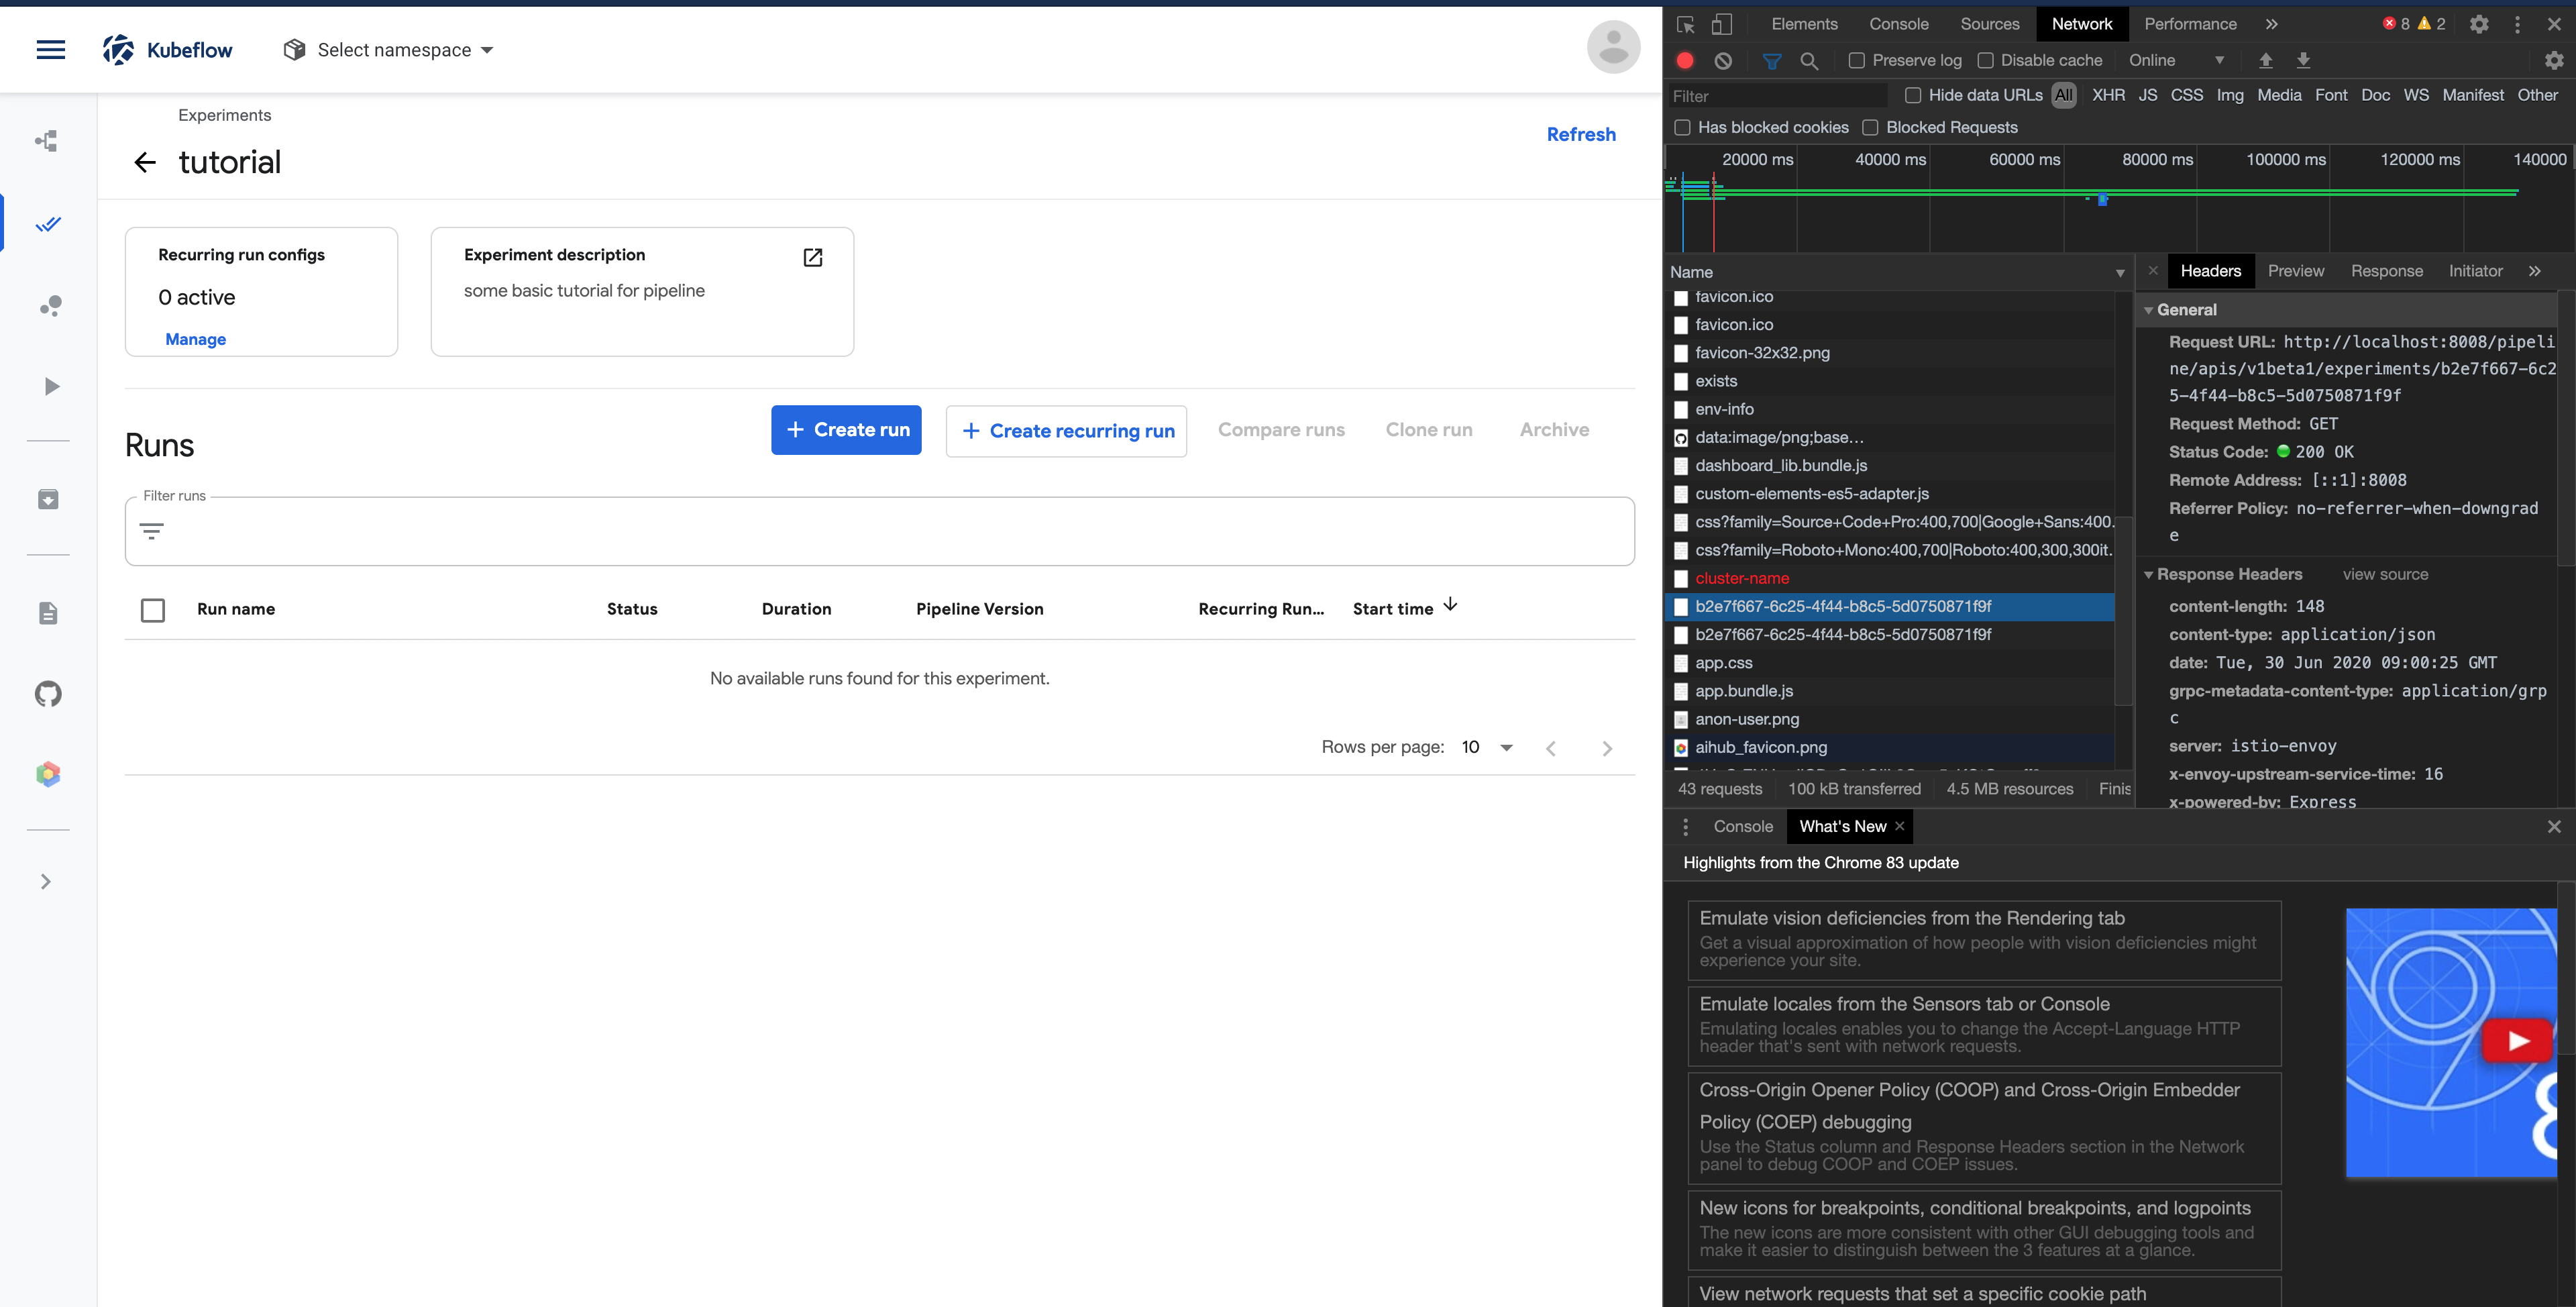 Kubeflow
Select namespace
Experiments
tutorial
Refresh
Recurring run configs
0 active
Manage
Experiment description
some basic tutorial for pipeline
Runs
+ Create run
+ Create recurring run
Compare runs
Clone run
Archive
Filter runs
Run name Status Duration Pipeline Version Recurring Run... Start time
No available runs found for this experiment.
Rows per page: 10
Elements Console Sources Network Performance 8 2
Preserve log Disable cache Online
Filter Hide data URLs All XHR JS CSS Img Media Font Doc WS Manifest Other
Has blocked cookies Blocked Requests
20000 ms 40000 ms 60000 ms 80000 ms 100000 ms 120000 ms 140000
Name
favicon.ico
favicon.ico
favicon-32x32.png
exists
env-info
data:image/png;base…
dashboard_lib.bundle.js
custom-elements-es5-adapter.js
css?family=Source+Code+Pro:400,700|Google+Sans:400.
css?family=Roboto+Mono:400,700|Roboto:400,300,300it.
cluster-name
b2e7f667-6c25-4f44-b8c5-5d0750871f9f
b2e7f667-6c25-4f44-b8c5-5d0750871f9f
app.css
app.bundle.js
anon-user.png
aihub_favicon.png
43 requests 100 kB transferred 4.5 MB resources Finis
Headers Preview Response Initiator
General
Request URL: http://localhost:8008/pipeli
ne/apis/v1beta1/experiments/b2e7f667-6c2
5-4f44-b8c5-5d0750871f9f
Request Method: GET
Status Code: 200 OK
Remote Address: [::1]:8008
Referrer Policy: no-referrer-when-downgrad
e
Response Headers view source
content-length: 148
content-type: application/json
date: Tue, 30 Jun 2020 09:00:25 GMT
grpc-metadata-content-type: application/grp
c
server: istio-envoy
x-envoy-upstream-service-time: 16
x-powered-by: Express
Console What's New
Highlights from the Chrome 83 update
Emulate vision deficiencies from the Rendering tab
Get a visual approximation of how people with vision deficiencies might
experience your site.
Emulate locales from the Sensors tab or Console
Emulating locales enables you to change the Accept-Language HTTP
header that's sent with network requests.
Cross-Origin Opener Policy (COOP) and Cross-Origin Embedder
Policy (COEP) debugging
Use the Status column and Response Headers section in the Network
panel to debug COOP and COEP issues.
New icons for breakpoints, conditional breakpoints, and logpoints
The new icons are more consistent with other GUI debugging tools and
make it easier to distinguish between the 3 features at a glance.
View network requests that set a specific cookie path
8